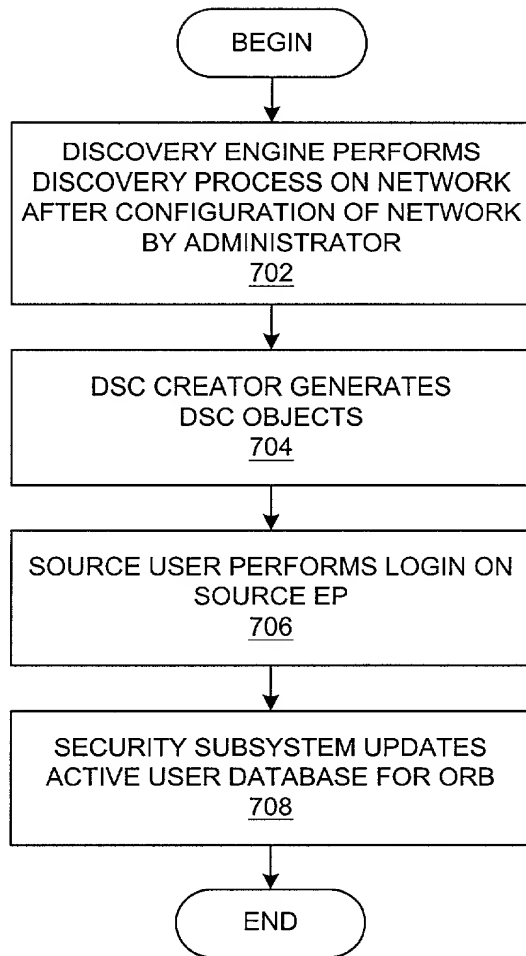 BEGIN
DISCOVERY ENGINE PERFORMS
DISCOVERY PROCESS ON NETWORK
AFTER CONFIGURATION OF NETWORK
BY ADMINISTRATOR
702
DSC CREATOR GENERATES
DSC OBJECTS
704
SOURCE USER PERFORMS LOGIN ON
SOURCE EP
706
SECURITY SUBSYSTEM UPDATES
ACTIVE USER DATABASE FOR ORB
708
END